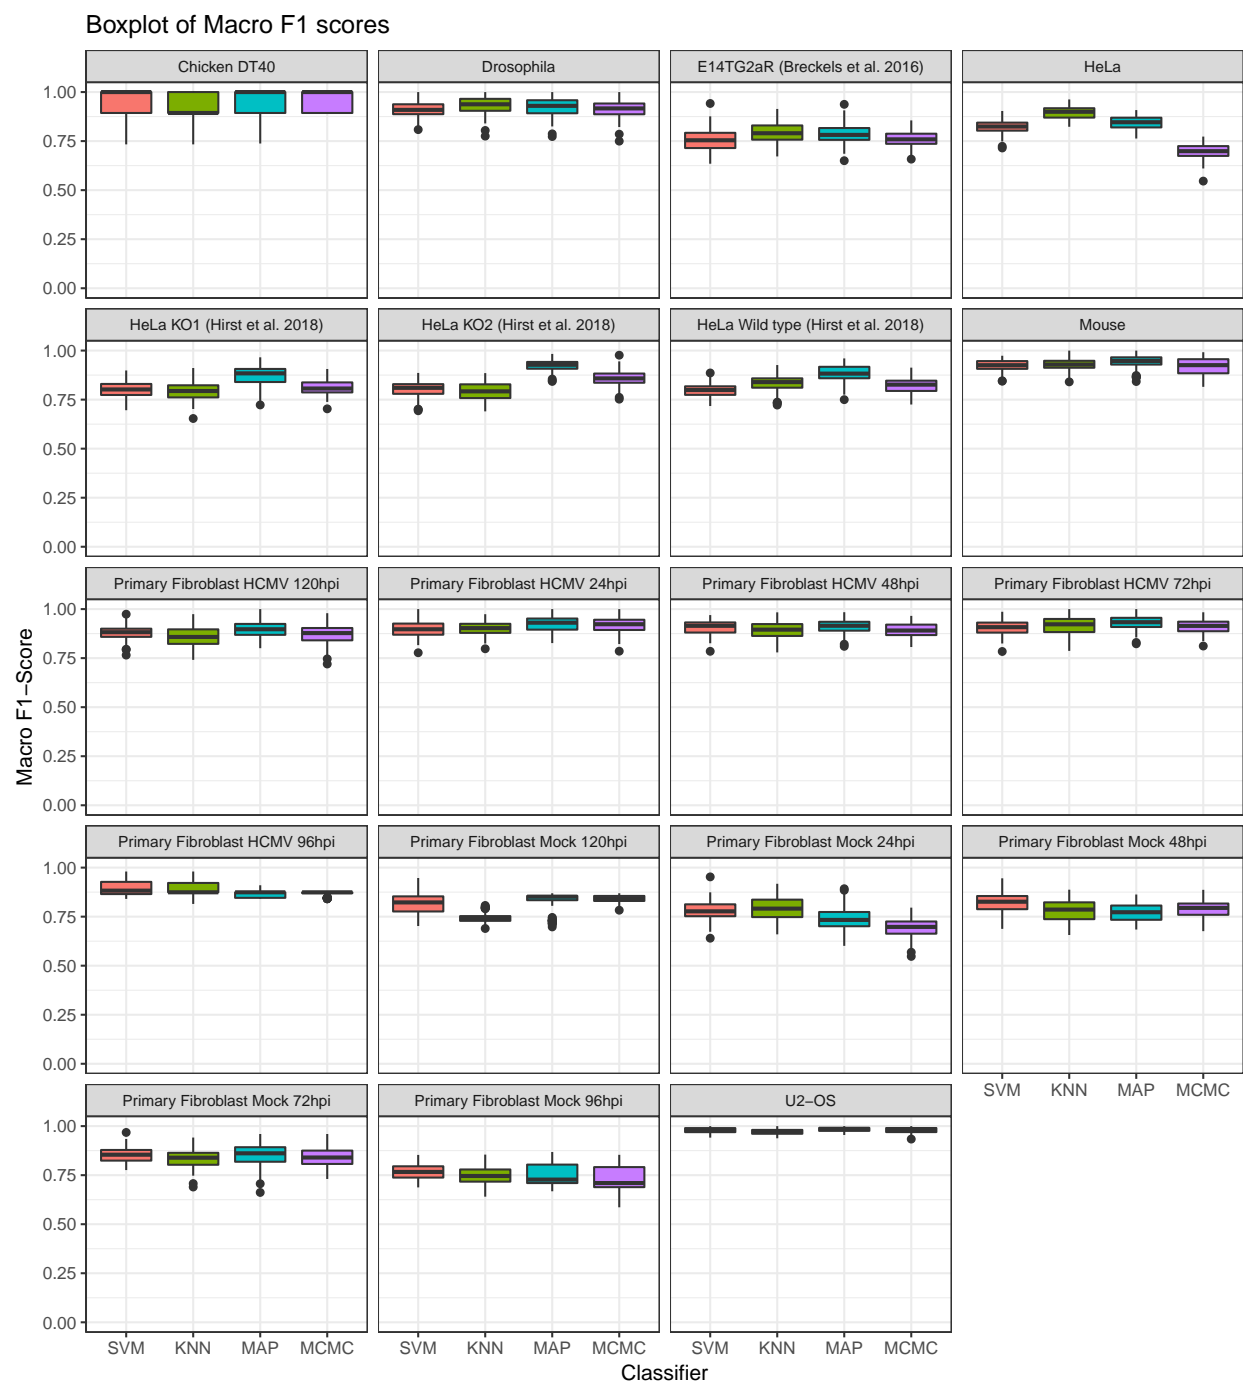 Boxplot of Macro F1 scores
Chicken DT40
Drosophila
E14TG2aR (Breckels et al. 2016)
HeLa
1.00
0.75
0.50
0.25
0.00
HeLa KO1 (Hirst et al. 2018)
HeLa KO2 (Hirst et al. 2018)
HeLa Wild type (Hirst et al. 2018)
Mouse
1.00
0.75
0.50
0.25
0.00
Primary Fibroblast HCMV 120hpi
Primary Fibroblast HCMV 24hpi
Primary Fibroblast HCMV 48hpi
Primary Fibroblast HCMV 72hpi
1.00
0.75
0.50
0.25
0.00
Macro F1−Score
Primary Fibroblast HCMV 96hpi
Primary Fibroblast Mock 120hpi
Primary Fibroblast Mock 24hpi
Primary Fibroblast Mock 48hpi
1.00
0.75
0.50
0.25
0.00
SVM KNN MAP MCMC
Primary Fibroblast Mock 72hpi
Primary Fibroblast Mock 96hpi
U2−OS
1.00
0.75
0.50
0.25
0.00
SVM KNN MAP MCMC
SVM KNN MAP MCMC
SVM KNN MAP MCMC
Classifier